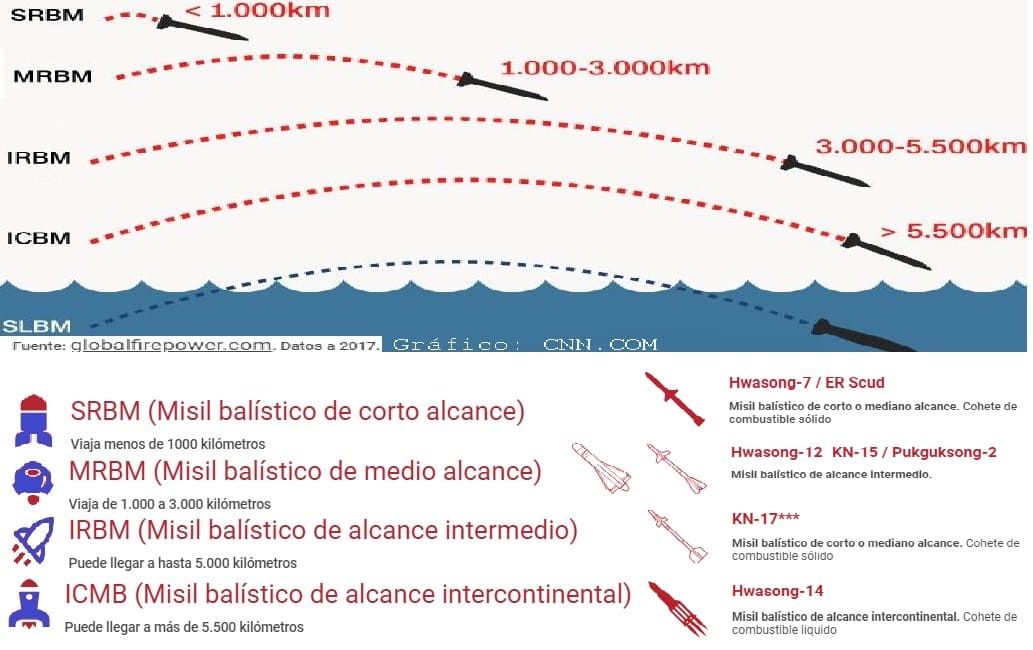 SRBM
< 1.000km
MRBM
1.000-3.000km
IRBM
3.000-5.500km
ICBM
> 5.500km
SLBM
Fuente: globalfirepower.com. Datos a 2017. Gráfico: CNN.COM
SRBM (Misil balístico de corto alcance)
Viaja menos de 1000 kilómetros
MRBM (Misil balístico de medio alcance)
Viaja de 1.000 a 3.000 kilómetros
IRBM (Misil balístico de alcance intermedio)
Puede llegar a hasta 5.000 kilómetros
ICMB (Misil balístico de alcance intercontinental)
Puede llegar a más de 5.500 kilómetros
Hwasong-7 / ER Scud
Misil balístico de corto o mediano alcance. Cohete de
combustible sólido
Hwasong-12 KN-15 / Pukguksong-2
Misil balístico de alcance intermedio.
KN-17***
Misil balístico de corto o mediano alcance. Cohete de
combustible sólido
Hwasong-14
Misil balístico de alcance intercontinental. Cohete de
combustible liquido